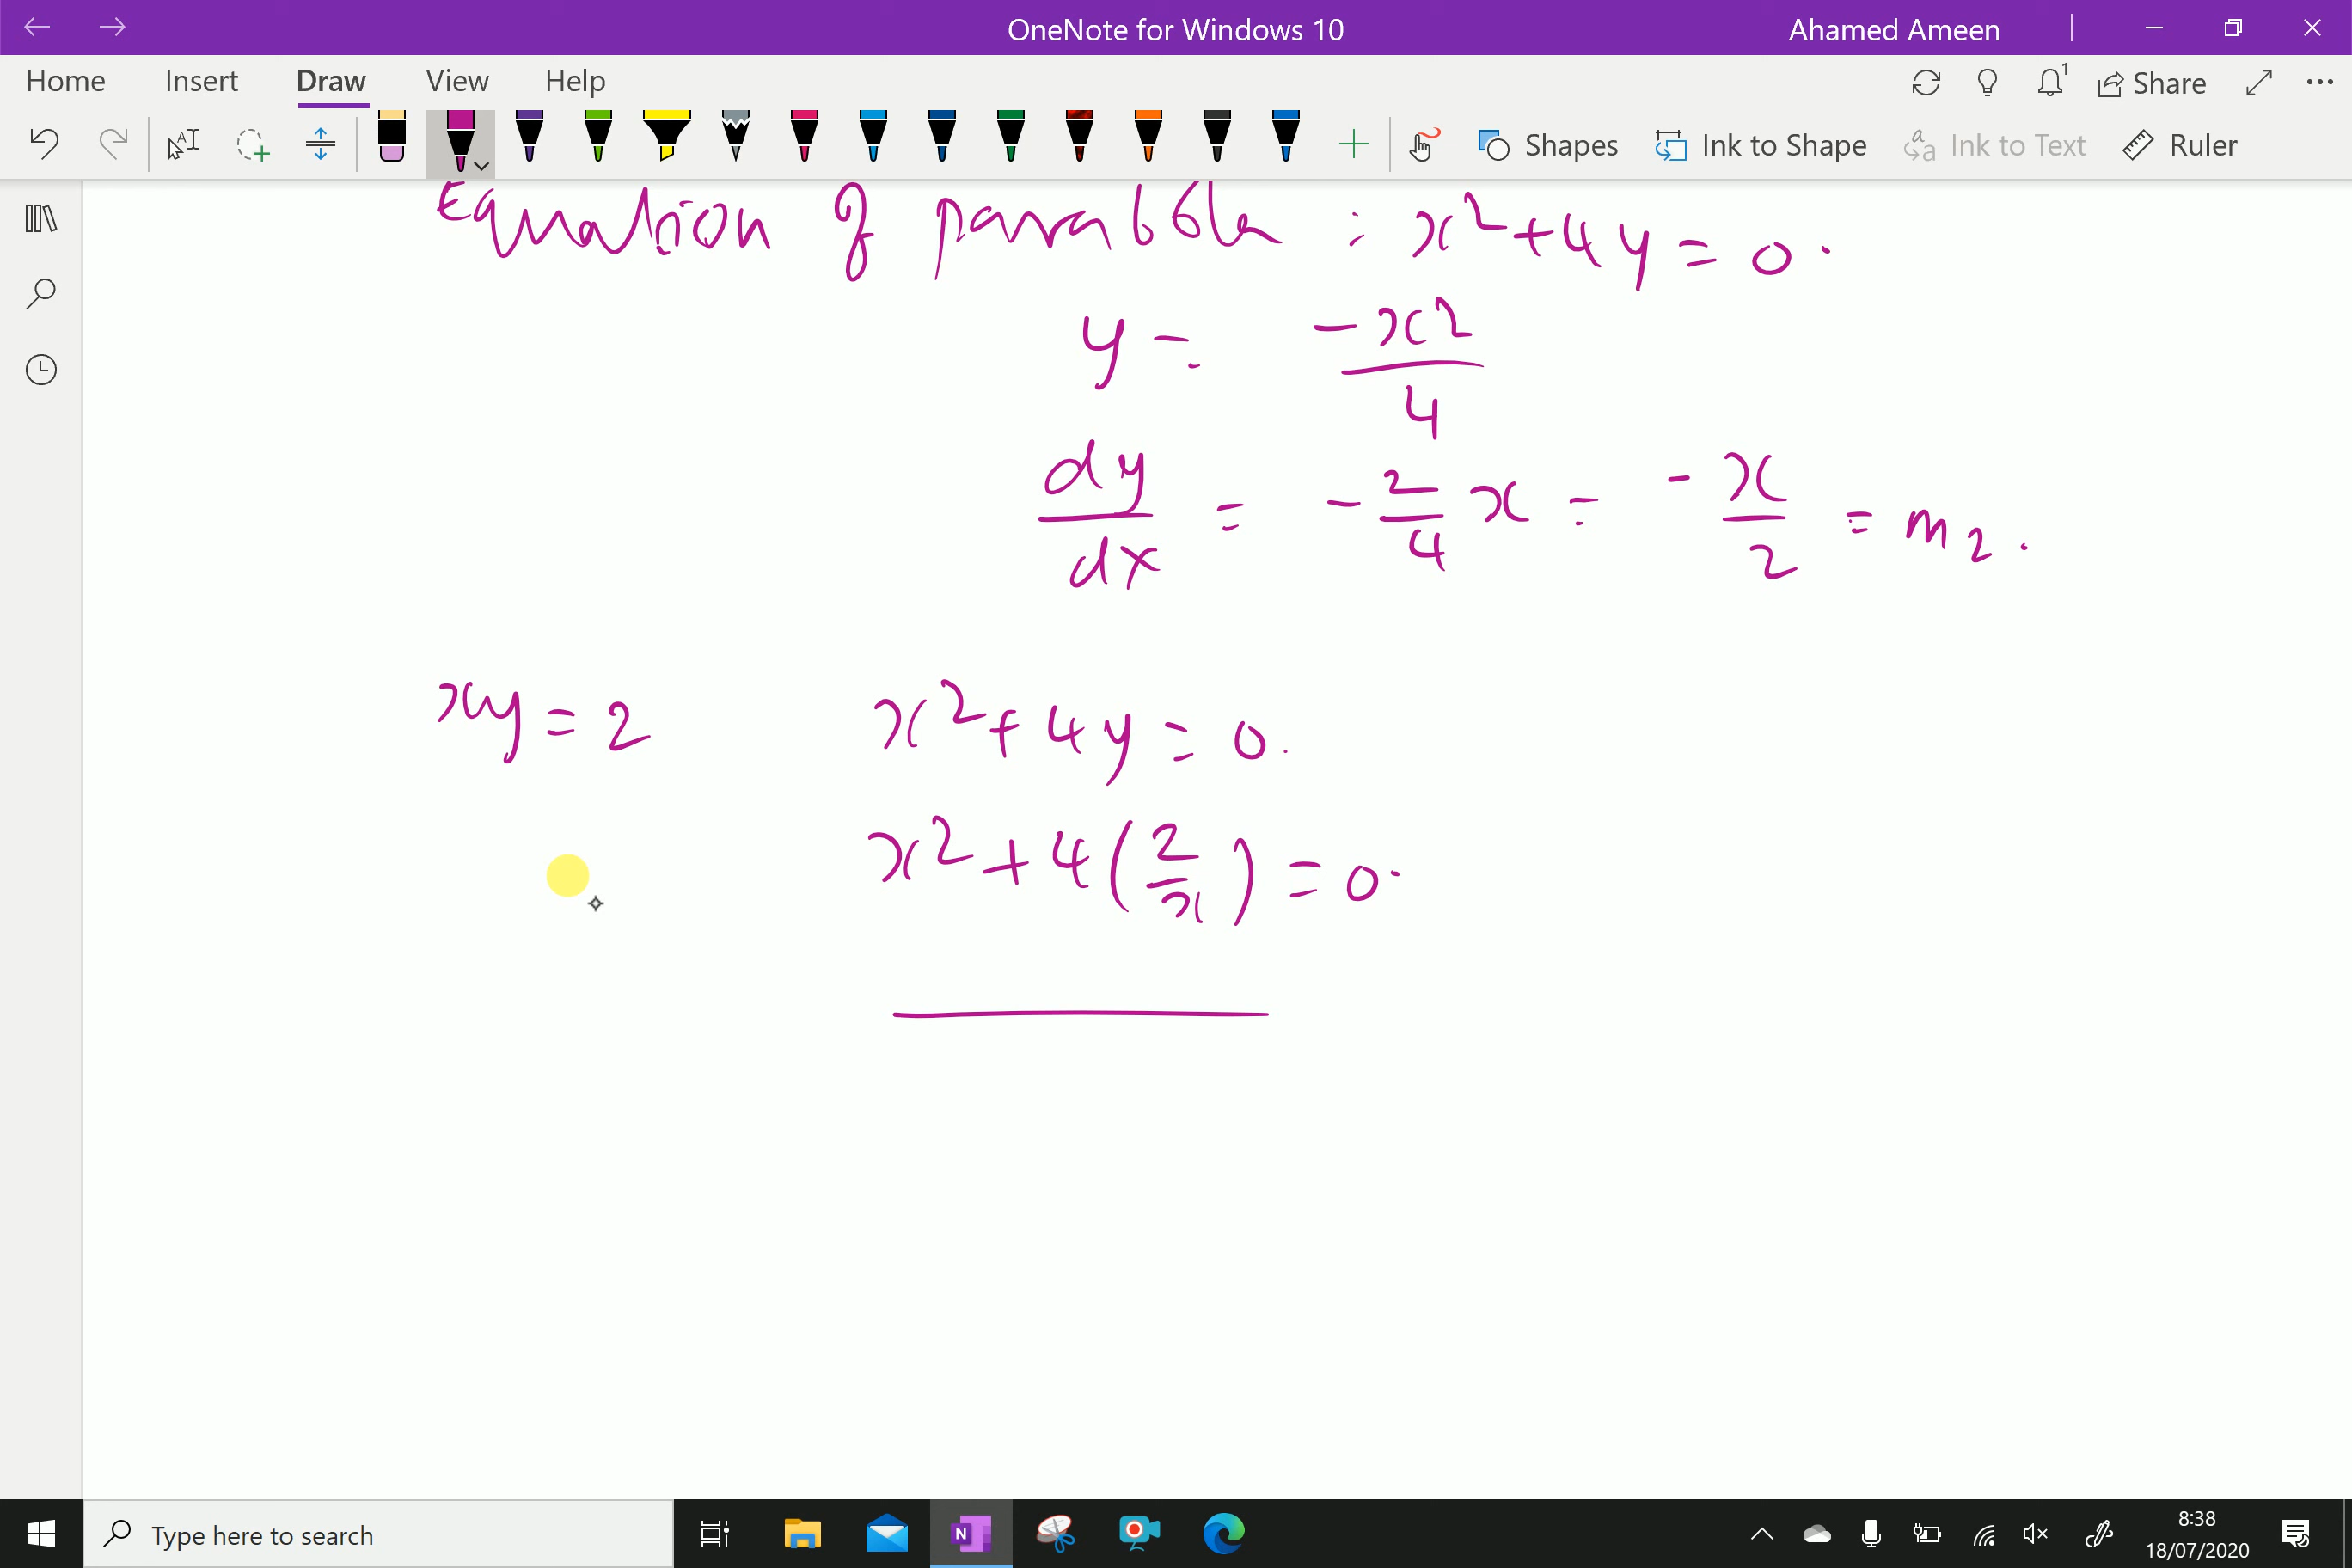 OneNote for Windows 10
Ahamed Ameen
Home Insert Draw View Help
1 Share
Shapes Ink to Shape Ink to Text Ruler
Equation of parabola : x²+4y=0.
y = -x²/4
dy/dx = -2/4 x = -x/2 = m₂.
xy = 2 x²+4y=0.
x²+4(2/x)=0.
Type here to search
8:38
18/07/2020